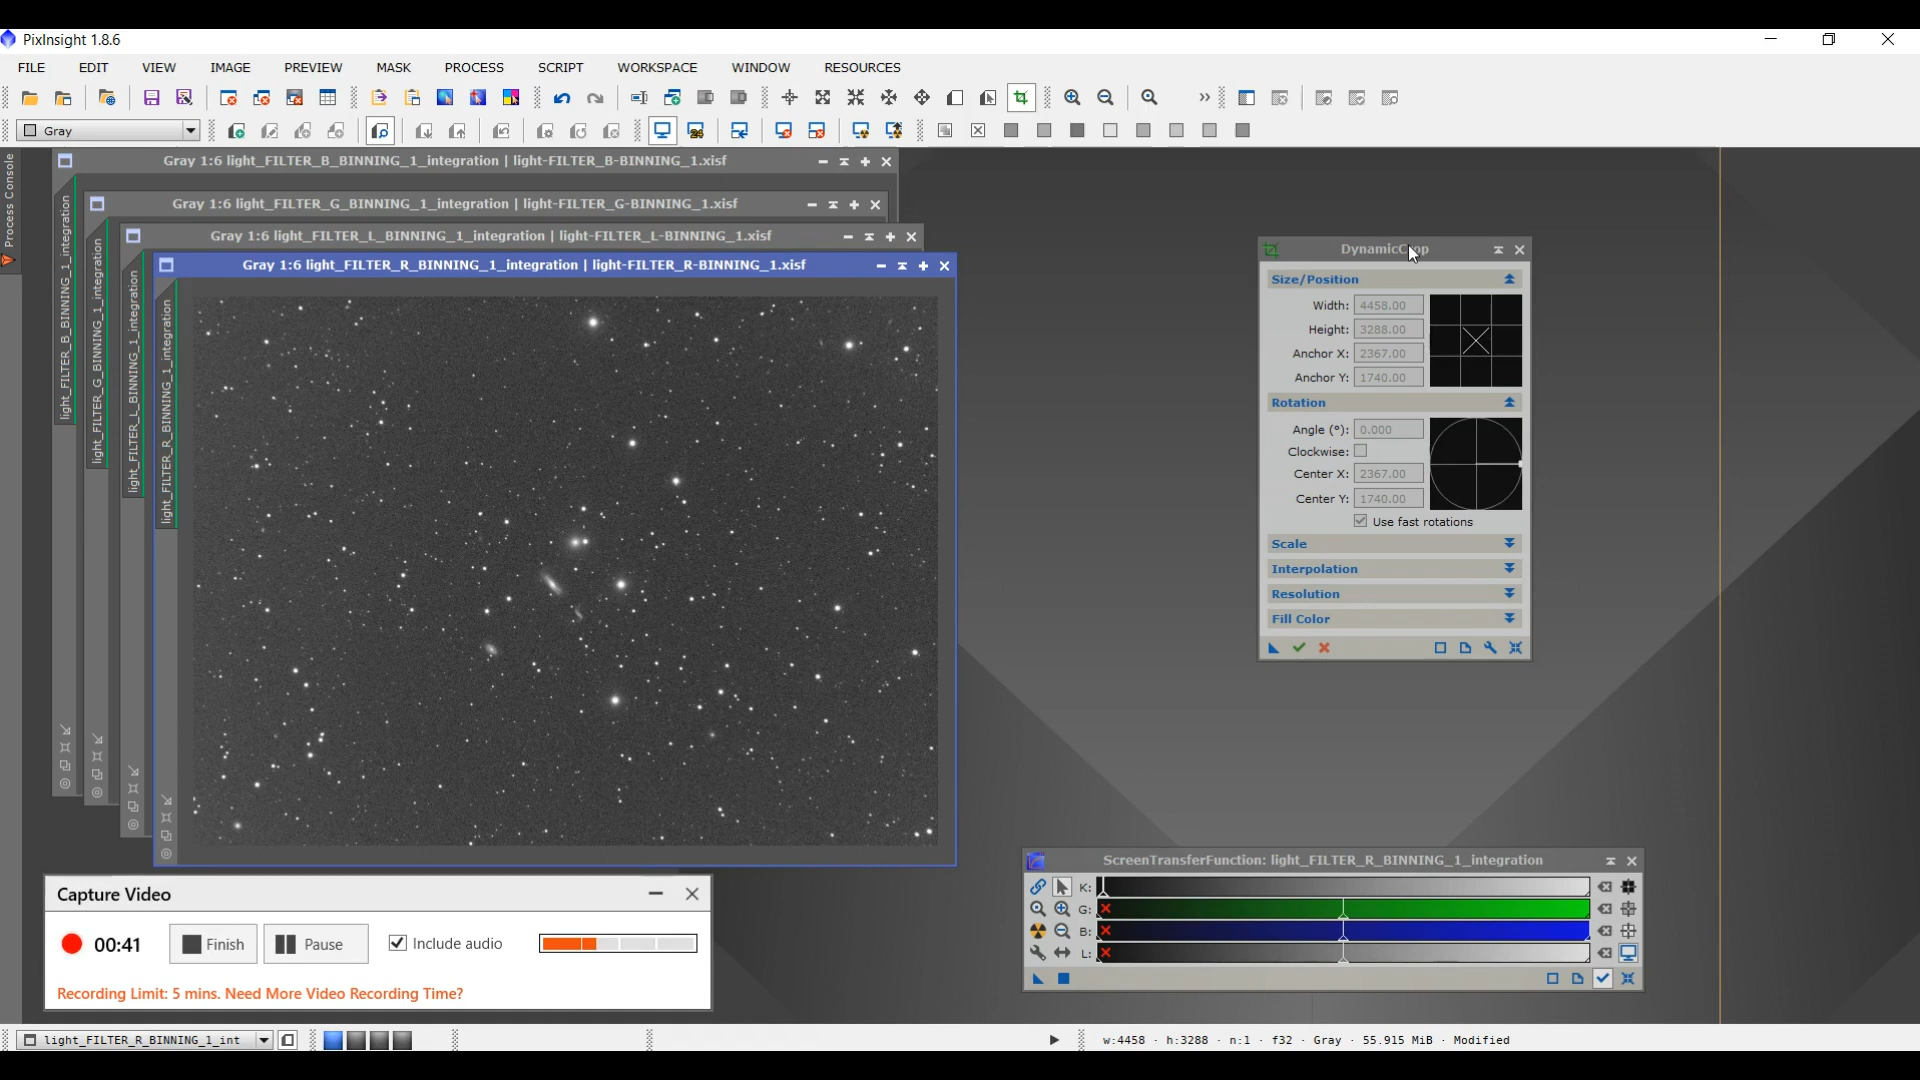 PixInsight 1.8.6
FILE EDIT VIEW IMAGE PREVIEW MASK PROCESS SCRIPT WORKSPACE WINDOW RESOURCES
Gray
24
Process Console
Gray 1:6 light_FILTER_B_BINNING_1_integration | light-FILTER_B-BINNING_1.xisf
light_FILTER_B_BINNING_1_integration
Gray 1:6 light_FILTER_G_BINNING_1_integration | light-FILTER_G-BINNING_1.xisf
light_FILTER_G_BINNING_1_integration
Gray 1:6 light_FILTER_L_BINNING_1_integration | light-FILTER_L-BINNING_1.xisf
light_FILTER_L_BINNING_1_integration
Gray 1:6 light_FILTER_R_BINNING_1_integration | light-FILTER_R-BINNING_1.xisf
light_FILTER_R_BINNING_1_integration
DynamicCrop
Size/Position
Width: 4458.00
Height: 3288.00
Anchor X: 2367.00
Anchor Y: 1740.00
Rotation
Angle (°): 0.000
Clockwise:
Center X: 2367.00
Center Y: 1740.00
Use fast rotations
Scale
Interpolation
Resolution
Fill Color
ScreenTransferFunction: light_FILTER_R_BINNING_1_integration
K:
G:
B:
L:
Capture Video
00:41 Finish Pause Include audio
Recording Limit: 5 mins. Need More Video Recording Time?
light_FILTER_R_BINNING_1_int
w:4458 · h:3288 · n:1 · f32 · Gray · 55.915 MiB · Modified